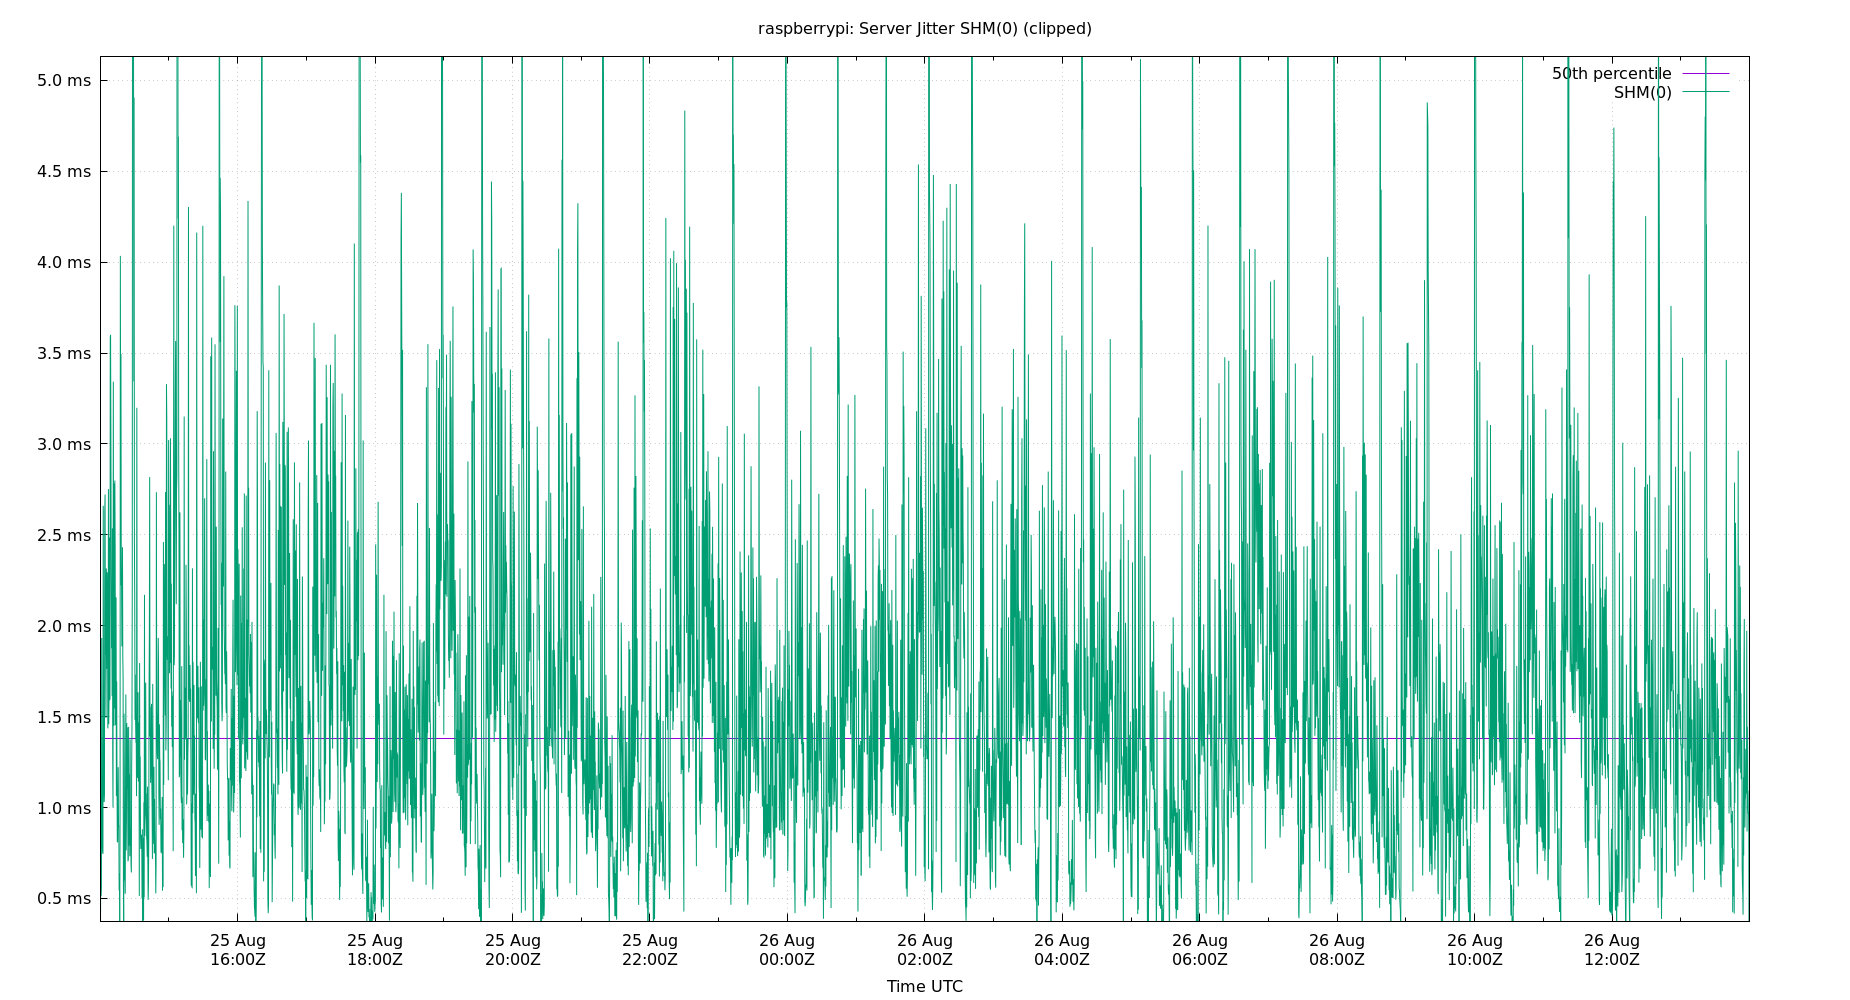 raspberrypi: Server Jitter SHM(0) (clipped)
50th percentile
SHM(0)
5.0 ms
4.5 ms
4.0 ms
3.5 ms
3.0 ms
2.5 ms
2.0 ms
1.5 ms
1.0 ms
0.5 ms
25 Aug 25 Aug 25 Aug 25 Aug 26 Aug 26 Aug 26 Aug 26 Aug 26 Aug 26 Aug 26 Aug
16:00Z 18:00Z 20:00Z 22:00Z 00:00Z 02:00Z 04:00Z 06:00Z 08:00Z 10:00Z 12:00Z
Time UTC